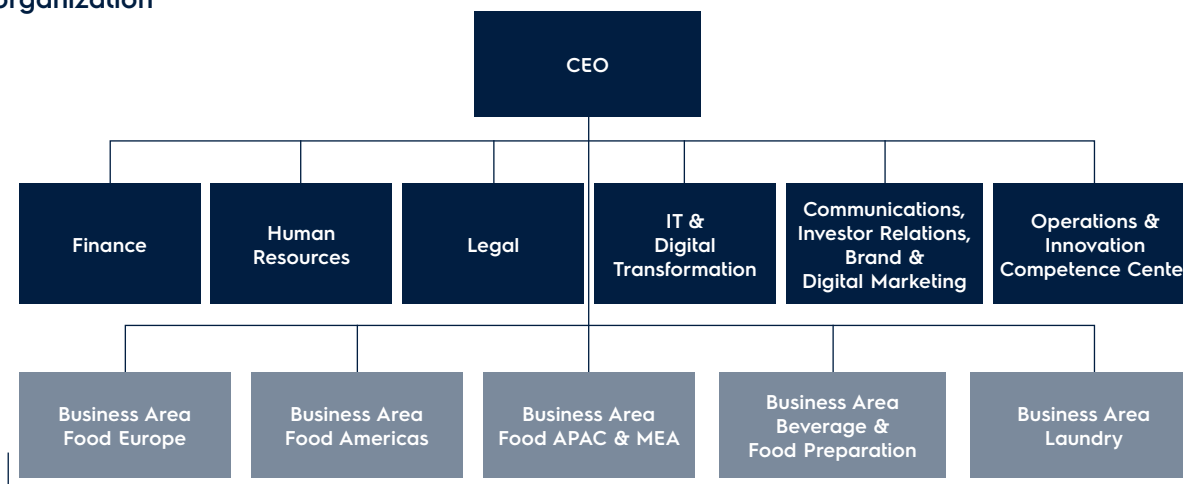 organization
CEO
Finance
Human
Resources
Legal
IT &
Digital
Transformation
Communications,
Investor Relations,
Brand &
Digital Marketing
Operations &
Innovation
Competence Cente
Business Area
Food Europe
Business Area
Food Americas
Business Area
Food APAC & MEA
Business Area
Beverage &
Food Preparation
Business Area
Laundry